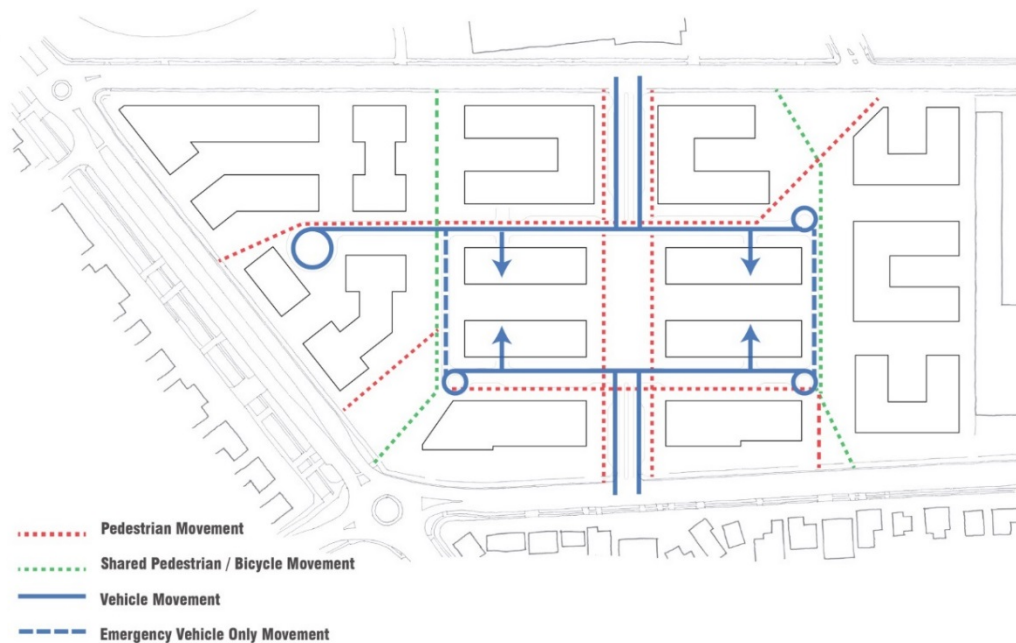 Pedestrian Movement
Shared Pedestrian / Bicycle Movement
Vehicle Movement
Emergency Vehicle Only Movement